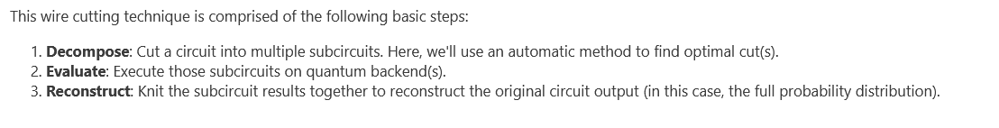 This wire cutting technique is comprised of the following basic steps:
1. Decompose: Cut a circuit into multiple subcircuits. Here, we'll use an automatic method to find optimal cut(s).
2. Evaluate: Execute those subcircuits on quantum backend(s).
3. Reconstruct: Knit the subcircuit results together to reconstruct the original circuit output (in this case, the full probability distribution).